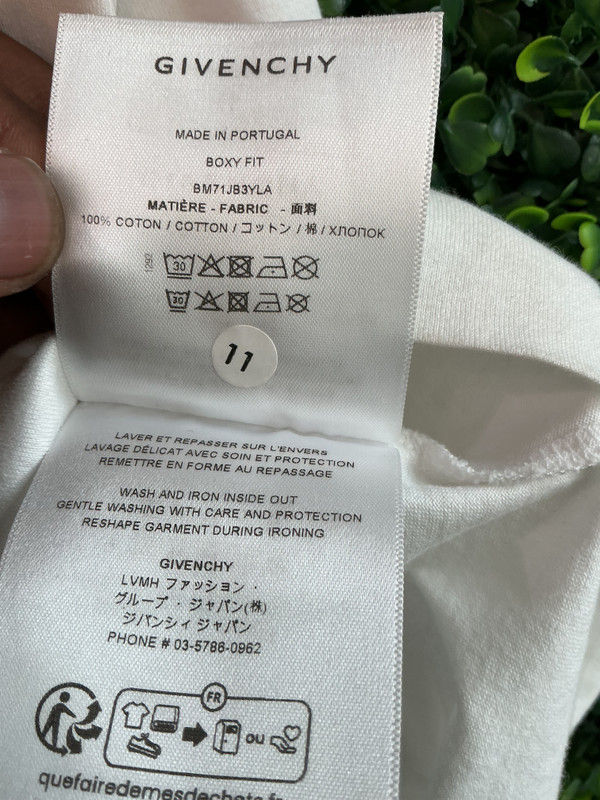 GIVENCHY
MADE IN PORTUGAL
BOXY FIT
BM71JB3YLA
MATIÈRE - FABRIC - 面料
100% COTON / COTTON / コットン / 棉 / ХЛОПОК
1292
30
30
11
LAVER ET REPASSER SUR L'ENVERS
LAVAGE DÉLICAT AVEC SOIN ET PROTECTION
REMETTRE EN FORME AU REPASSAGE
WASH AND IRON INSIDE OUT
GENTLE WASHING WITH CARE AND PROTECTION
RESHAPE GARMENT DURING IRONING
GIVENCHY
LVMH ファッション ·
グループ · ジャパン(株)
ジバンシィ ジャパン
PHONE # 03-5786-0962
FR
ou
quefairedemesdechets.fr